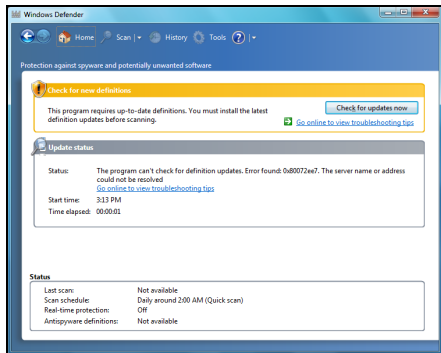 Windows Defender
Home Scan History Tools
Protection against spyware and potentially unwanted software
Check for new definitions
This program requires up-to-date definitions. You must install the latest
definition updates before scanning.
Check for updates now
Go online to view troubleshooting tips
Update status
Status: The program can't check for definition updates. Error found: 0x80072ee7. The server name or address
could not be resolved
Go online to view troubleshooting tips
Start time: 3:13 PM
Time elapsed: 00:00:01
Status
Last scan: Not available
Scan schedule: Daily around 2:00 AM (Quick scan)
Real-time protection: Off
Antispyware definitions: Not available